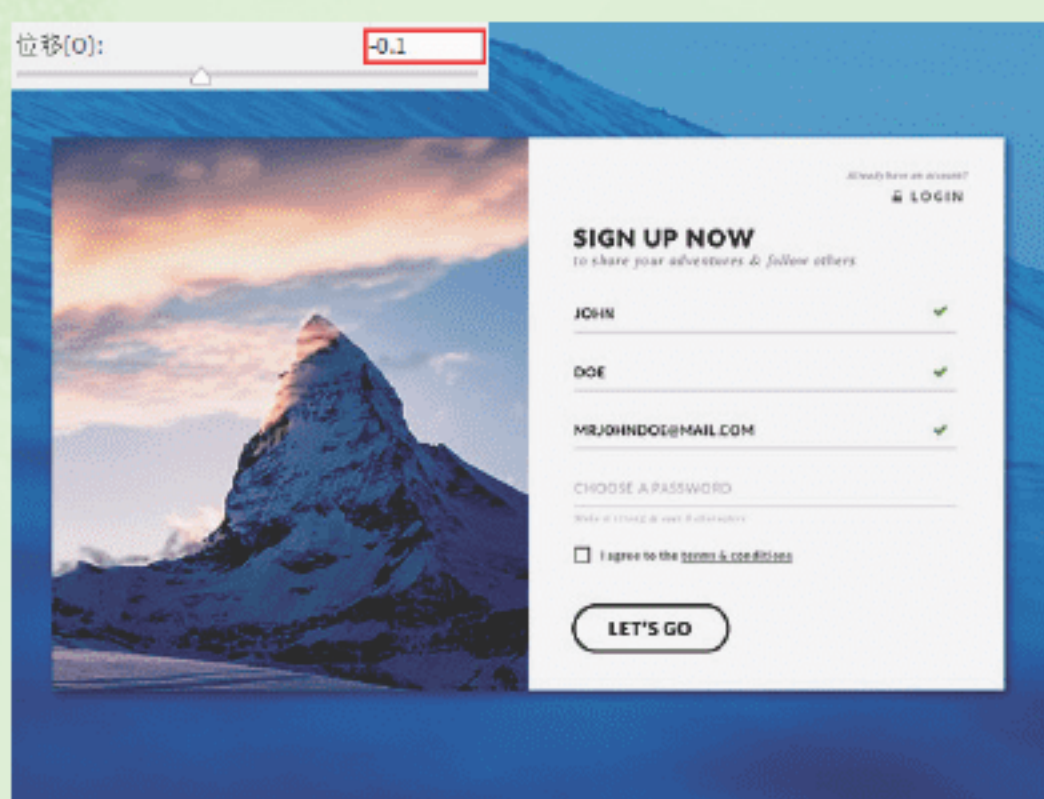 位移(O):
-0.1
Already have an account?
LOGIN
SIGN UP NOW
to share your adventures & follow others
JOHN
DOE
MRJOHNDOE@MAIL.COM
CHOOSE A PASSWORD
I agree to the terms & conditions
LET'S GO